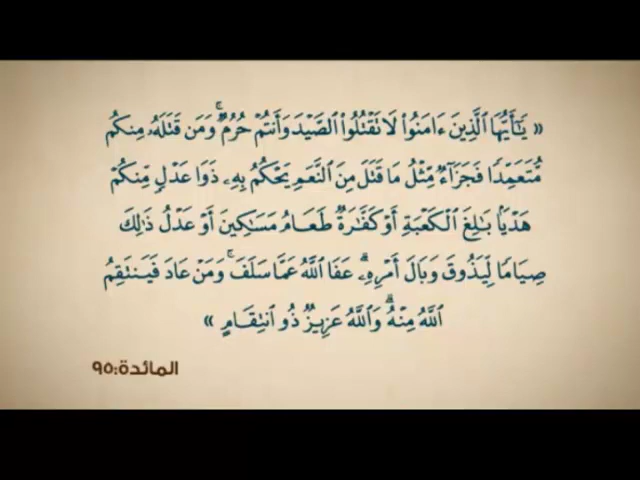 « يَٰٓأَيُّهَا ٱلَّذِينَ ءَامَنُوا۟ لَا تَقْتُلُوا۟ ٱلصَّيْدَ وَأَنتُمْ حُرُمٌ ۚ وَمَن قَتَلَهُۥ مِنكُم
مُّتَعَمِّدًا فَجَزَآءٌ مِّثْلُ مَا قَتَلَ مِنَ ٱلنَّعَمِ يَحْكُمُ بِهِۦ ذَوَا عَدْلٍ مِّنكُمْ
هَدْيًۢا بَٰلِغَ ٱلْكَعْبَةِ أَوْ كَفَّٰرَةٌ طَعَامُ مَسَٰكِينَ أَوْ عَدْلُ ذَٰلِكَ
صِيَامًا لِّيَذُوقَ وَبَالَ أَمْرِهِۦ ۗ عَفَا ٱللَّهُ عَمَّا سَلَفَ ۚ وَمَنْ عَادَ فَيَنتَقِمُ
ٱللَّهُ مِنْهُ ۗ وَٱللَّهُ عَزِيزٌ ذُو ٱنتِقَامٍ »
المائدة:٩٥